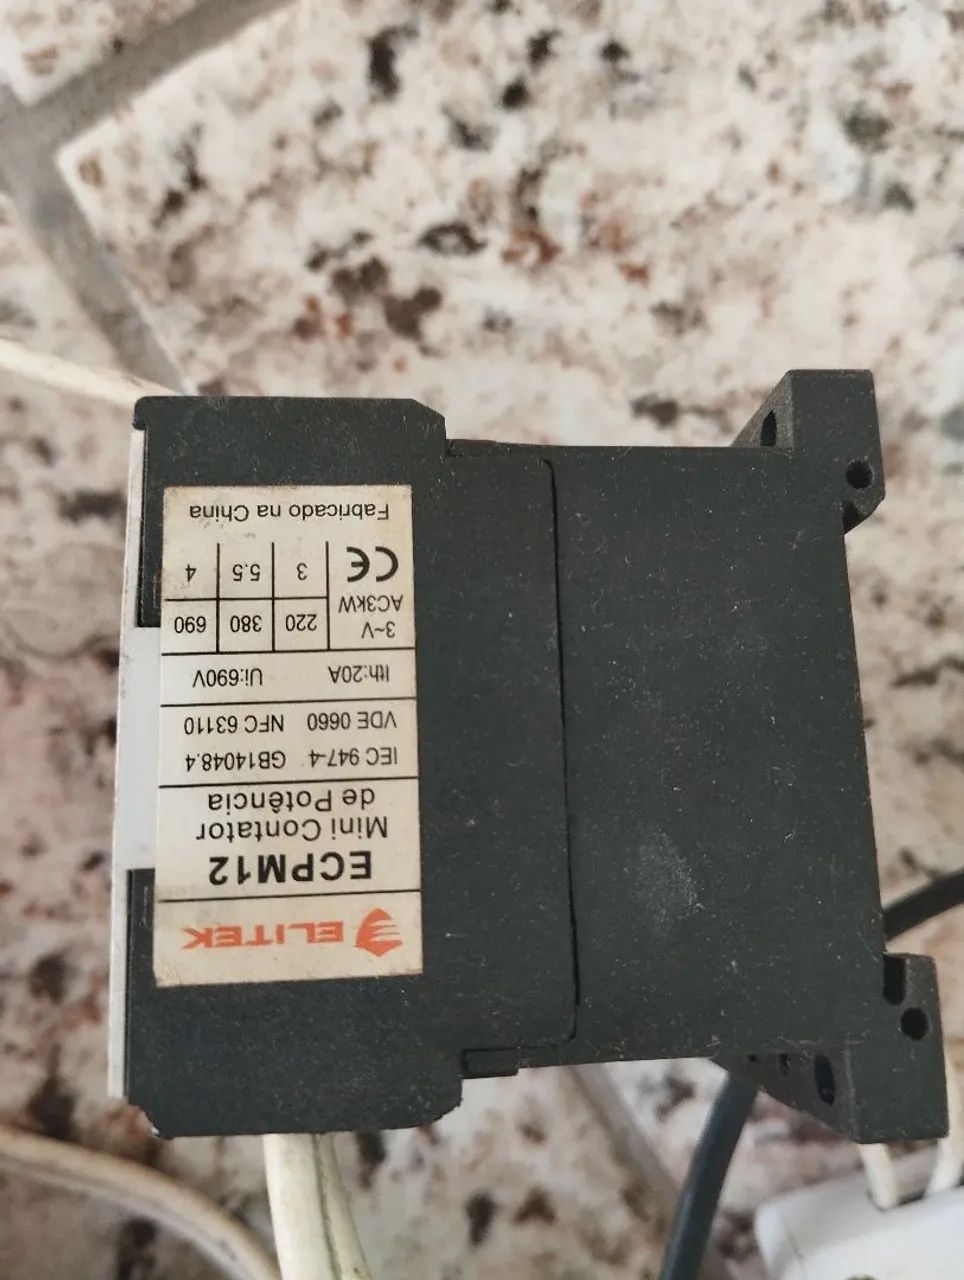 ELITEK
ECPM12
Mini Contator
de Potência
IEC 947-4 GB14048.4
VDE 0660 NFC 63110
Ith:20A Ui:690V
3~V 220 380 690
AC3kW 3 5.5 4
CE
Fabricado na China